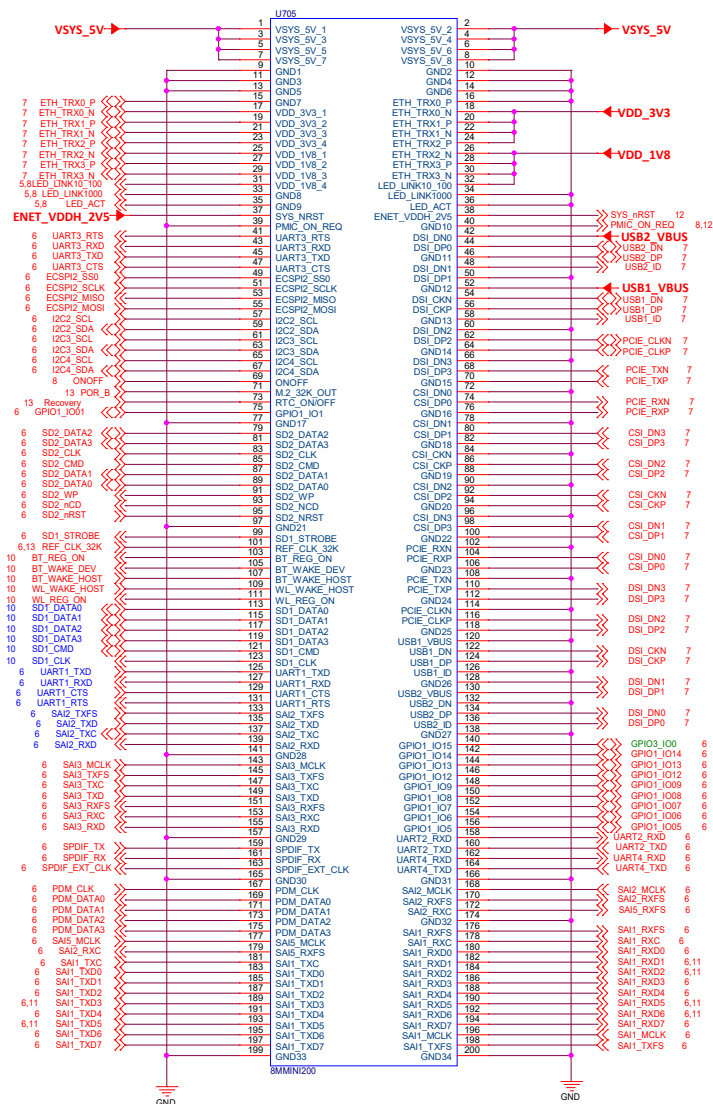 U705
VSYS_5V 1 VSYS_5V_1 VSYS_5V_2 2 VSYS_5V
3 VSYS_5V_3 VSYS_5V_4 4
5 VSYS_5V_5 VSYS_5V_6 6
7 VSYS_5V_7 VSYS_5V_8 8
9 GND1 GND2 10
11 GND3 GND4 12
13 GND5 GND6 14
7 ETH_TRX0_P 15 GND7 ETH_TRX0_P 16
7 ETH_TRX0_N 17 VDD_3V3_1 ETH_TRX0_N 18 VDD_3V3
7 ETH_TRX1_P 19 VDD_3V3_2 ETH_TRX1_P 20
7 ETH_TRX1_N 21 VDD_3V3_3 ETH_TRX1_N 22
7 ETH_TRX2_P 23 VDD_3V3_4 ETH_TRX2_P 24
7 ETH_TRX2_N 25 VDD_1V8_1 ETH_TRX2_N 26 VDD_1V8
7 ETH_TRX3_P 27 VDD_1V8_2 ETH_TRX3_P 28
7 ETH_TRX3_N 29 VDD_1V8_3 ETH_TRX3_N 30
5,8 LED_LINK10_100 31 VDD_1V8_4 LED_LINK10_100 32
5,8 LED_LINK1000 33 GND8 LED_LINK1000 34
5,8 LED_ACT 35 GND9 LED_ACT 36
ENET_VDDH_2V5 37 SYS_NRST ENET_VDDH_2V5 38 SYS_nRST 12
39 PMIC_ON_REQ GND10 40 PMIC_ON_REQ 8,12
6 UART3_RTS 41 UART3_RTS DSI_DN0 42 USB2_VBUS
6 UART3_RXD 43 UART3_RXD DSI_DP0 44 USB2_DN 7
6 UART3_TXD 45 UART3_TXD GND11 46 USB2_DP 7
6 UART3_CTS 47 UART3_CTS DSI_DN1 48 USB2_ID 7
6 ECSPI2_SS0 49 ECSPI2_SS0 DSI_DP1 50
6 ECSPI2_SCLK 51 ECSPI2_SCLK GND12 52 USB1_VBUS
6 ECSPI2_MISO 53 ECSPI2_MISO DSI_CKN 54 USB1_DN 7
6 ECSPI2_MOSI 55 ECSPI2_MOSI DSI_CKP 56 USB1_DP 7
6 I2C2_SCL 57 I2C2_SCL GND13 58 USB1_ID 7
6 I2C2_SDA 59 I2C2_SDA DSI_DN2 60
6 I2C3_SCL 61 I2C3_SCL DSI_DP2 62 PCIE_CLKN 7
6 I2C3_SDA 63 I2C3_SDA GND14 64 PCIE_CLKP 7
6 I2C4_SCL 65 I2C4_SCL DSI_DN3 66
6 I2C4_SDA 67 I2C4_SDA DSI_DP3 68 PCIE_TXN 7
8 ONOFF 69 ONOFF GND15 70 PCIE_TXP 7
13 POR_B 71 M.2_32K_OUT CSI_DN0 72
13 Recovery 73 RTC_ON/OFF CSI_DP0 74 PCIE_RXN 7
6 GPIO1_IO01 75 GPIO1_IO1 GND16 76 PCIE_RXP 7
77 GND17 CSI_DN1 78
6 SD2_DATA2 79 SD2_DATA2 CSI_DP1 80 CSI_DN3 7
6 SD2_DATA3 81 SD2_DATA3 GND18 82 CSI_DP3 7
6 SD2_CLK 83 SD2_CLK CSI_CKN 84
6 SD2_CMD 85 SD2_CMD CSI_CKP 86 CSI_DN2 7
6 SD2_DATA1 87 SD2_DATA1 GND19 88 CSI_DP2 7
6 SD2_DATA0 89 SD2_DATA0 CSI_DN2 90
6 SD2_WP 91 SD2_WP CSI_DP2 92 CSI_CKN 7
6 SD2_nCD 93 SD2_NCD GND20 94 CSI_CKP 7
6 SD2_nRST 95 SD2_NRST CSI_DN3 96
97 GND21 CSI_DP3 98 CSI_DN1 7
6 SD1_STROBE 99 SD1_STROBE GND22 100 CSI_DP1 7
6,13 REF_CLK_32K 101 REF_CLK_32K PCIE_RXN 102
10 BT_REG_ON 103 BT_REG_ON PCIE_RXP 104 CSI_DN0 7
10 BT_WAKE_DEV 105 BT_WAKE_DEV GND23 106 CSI_DP0 7
10 BT_WAKE_HOST 107 BT_WAKE_HOST PCIE_TXN 108
10 WL_WAKE_HOST 109 WL_WAKE_HOST PCIE_TXP 110 DSI_DN3 7
10 WL_REG_ON 111 WL_REG_ON GND24 112 DSI_DP3 7
10 SD1_DATA0 113 SD1_DATA0 PCIE_CLKN 114
10 SD1_DATA1 115 SD1_DATA1 PCIE_CLKP 116 DSI_DN2 7
10 SD1_DATA2 117 SD1_DATA2 GND25 118 DSI_DP2 7
10 SD1_DATA3 119 SD1_DATA3 USB1_VBUS 120
10 SD1_CMD 121 SD1_CMD USB1_DN 122 DSI_CKN 7
10 SD1_CLK 123 SD1_CLK USB1_DP 124 DSI_CKP 7
6 UART1_TXD 125 UART1_TXD USB1_ID 126
6 UART1_RXD 127 UART1_RXD GND26 128 DSI_DN1 7
6 UART1_CTS 129 UART1_CTS USB2_VBUS 130 DSI_DP1 7
6 UART1_RTS 131 UART1_RTS USB2_DN 132
6 SAI2_TXFS 133 SAI2_TXFS USB2_DP 134 DSI_DN0 7
6 SAI2_TXD 135 SAI2_TXD USB2_ID 136 DSI_DP0 7
6 SAI2_TXC 137 SAI2_TXC GND27 138
6 SAI2_RXD 139 SAI2_RXD GPIO1_IO15 140 GPIO3_IO0 6
141 GND28 GPIO1_IO14 142 GPIO1_IO14 6
6 SAI3_MCLK 143 SAI3_MCLK GPIO1_IO13 144 GPIO1_IO13 6
6 SAI3_TXFS 145 SAI3_TXFS GPIO1_IO12 146 GPIO1_IO12 6
6 SAI3_TXC 147 SAI3_TXC GPIO1_IO9 148 GPIO1_IO09 6
6 SAI3_TXD 149 SAI3_TXD GPIO1_IO8 150 GPIO1_IO08 6
6 SAI3_RXFS 151 SAI3_RXFS GPIO1_IO7 152 GPIO1_IO07 6
6 SAI3_RXC 153 SAI3_RXC GPIO1_IO6 154 GPIO1_IO06 6
6 SAI3_RXD 155 SAI3_RXD GPIO1_IO5 156 GPIO1_IO05 6
157 GND29 UART2_RXD 158 UART2_RXD 6
6 SPDIF_TX 159 SPDIF_TX UART2_TXD 160 UART2_TXD 6
6 SPDIF_RX 161 SPDIF_RX UART4_RXD 162 UART4_RXD 6
6 SPDIF_EXT_CLK 163 SPDIF_EXT_CLK UART4_TXD 164 UART4_TXD 6
165 GND30 GND31 166
6 PDM_CLK 167 PDM_CLK SAI2_MCLK 168 SAI2_MCLK 6
6 PDM_DATA0 169 PDM_DATA0 SAI2_RXFS 170 SAI2_RXFS 6
6 PDM_DATA1 171 PDM_DATA1 SAI2_RXC 172 SAI5_RXFS 6
6 PDM_DATA2 173 PDM_DATA2 GND32 174
6 PDM_DATA3 175 PDM_DATA3 SAI1_RXFS 176 SAI1_RXFS 6
6 SAI5_MCLK 177 SAI5_MCLK SAI1_RXC 178 SAI1_RXC 6
6 SAI2_RXC 179 SAI5_RXFS SAI1_RXD0 180 SAI1_RXD0 6
6 SAI1_TXC 181 SAI1_TXC SAI1_RXD1 182 SAI1_RXD1 6,11
6 SAI1_TXD0 183 SAI1_TXD0 SAI1_RXD2 184 SAI1_RXD2 6,11
6 SAI1_TXD1 185 SAI1_TXD1 SAI1_RXD3 186 SAI1_RXD3 6
6 SAI1_TXD2 187 SAI1_TXD2 SAI1_RXD4 188 SAI1_RXD4 6
6,11 SAI1_TXD3 189 SAI1_TXD3 SAI1_RXD5 190 SAI1_RXD5 6,11
6 SAI1_TXD4 191 SAI1_TXD4 SAI1_RXD6 192 SAI1_RXD6 6,11
6,11 SAI1_TXD5 193 SAI1_TXD5 SAI1_RXD7 194 SAI1_RXD7 6
6 SAI1_TXD6 195 SAI1_TXD6 SAI1_MCLK 196 SAI1_MCLK 6
6 SAI1_TXD7 197 SAI1_TXD7 SAI1_TXFS 198 SAI1_TXFS 6
199 GND33 GND34 200
8MMINI200
GND GND